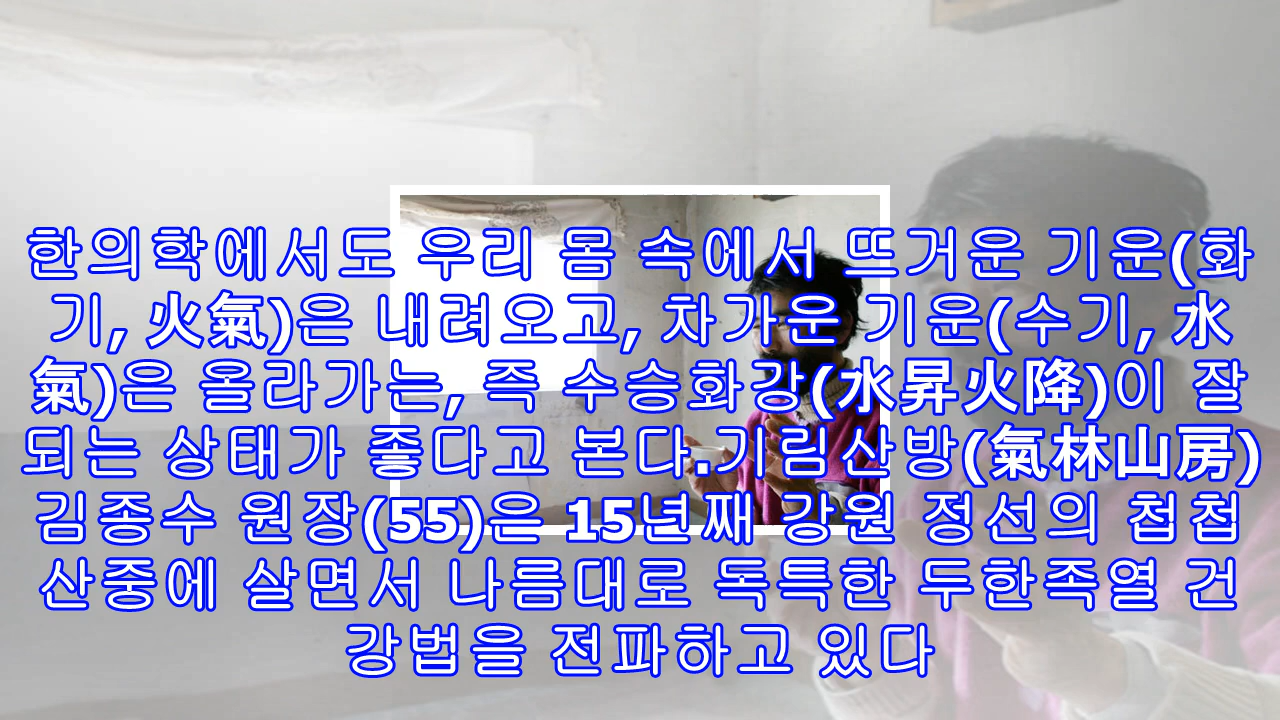 한의학에서도 우리 몸 속에서 뜨거운 기운(화
기, 火氣)은 내려오고, 차가운 기운(수기, 水
氣)은 올라가는, 즉 수승화강(水昇火降)이 잘
되는 상태가 좋다고 본다.기림산방(氣林山房)
김종수 원장(55)은 15년째 강원 정선의 첩첩
산중에 살면서 나름대로 독특한 두한족열 건
강법을 전파하고 있다